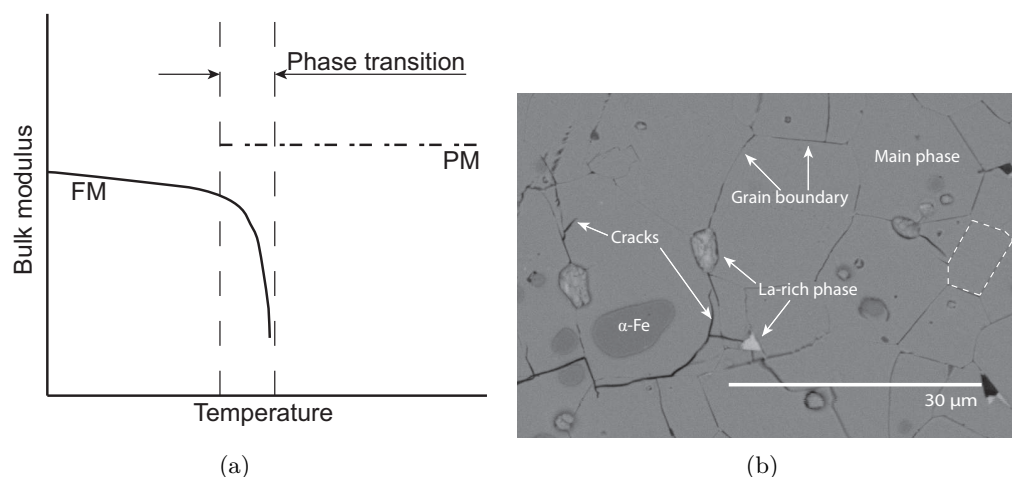 Phase transition
Bulk modulus
FM
PM
Temperature
(a)
Main phase
Grain boundary
Cracks
La-rich phase
α-Fe
30 µm
(b)